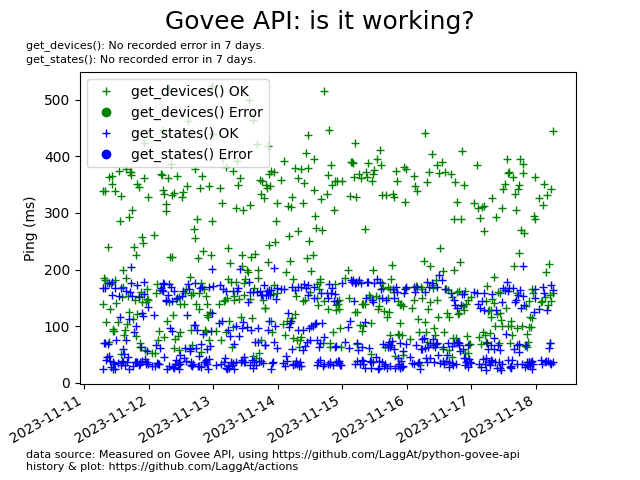 Govee API: is it working?
get_devices(): No recorded error in 7 days.
get_states(): No recorded error in 7 days.
get_devices() OK
get_devices() Error
get_states() OK
get_states() Error
Ping (ms)
500
400
300
200
100
0
2023-11-11
2023-11-12
2023-11-13
2023-11-14
2023-11-15
2023-11-16
2023-11-17
2023-11-18
data source: Measured on Govee API, using https://github.com/LaggAt/python-govee-api
history & plot: https://github.com/LaggAt/actions